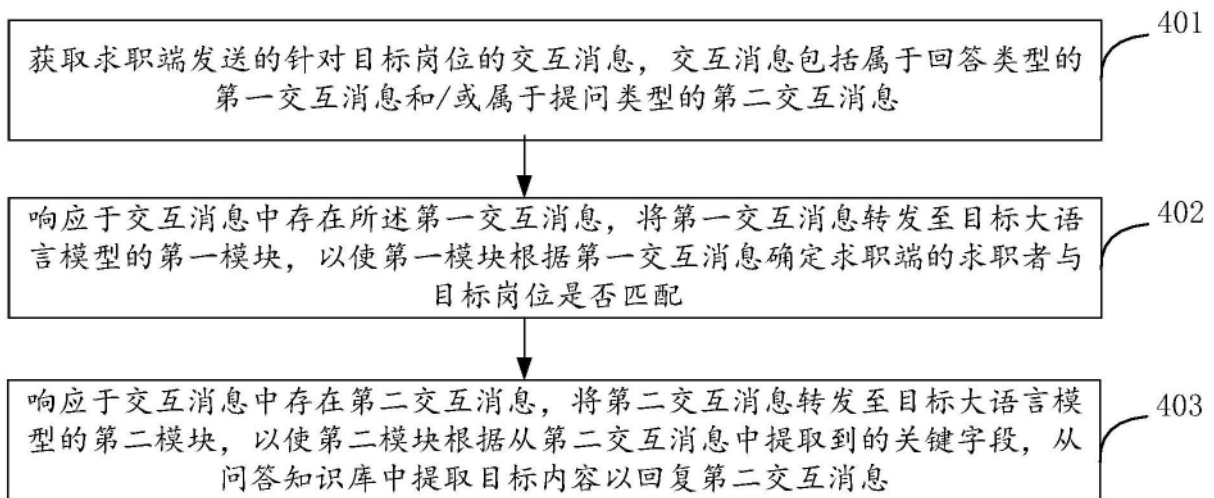 401
获取求职端发送的针对目标岗位的交互消息，交互消息包括属于回答类型的
第一交互消息和/或属于提问类型的第二交互消息
402
响应于交互消息中存在所述第一交互消息，将第一交互消息转发至目标大语
言模型的第一模块，以使第一模块根据第一交互消息确定求职端的求职者与
目标岗位是否匹配
403
响应于交互消息中存在第二交互消息，将第二交互消息转发至目标大语言模
型的第二模块，以使第二模块根据从第二交互消息中提取到的关键字段，从
问答知识库中提取目标内容以回复第二交互消息